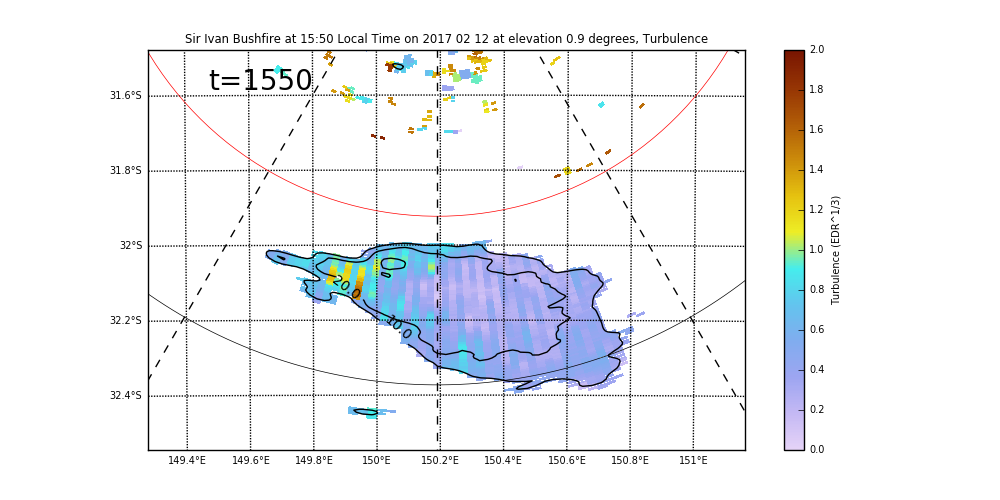 Sir Ivan Bushfire at 15:50 Local Time on 2017 02 12 at elevation 0.9 degrees, Turbulence
t=1550
31.6°S
31.8°S
32°S
32.2°S
32.4°S
149.4°E 149.6°E 149.8°E 150°E 150.2°E 150.4°E 150.6°E 150.8°E 151°E
2.0
1.8
1.6
1.4
1.2
1.0
0.8
0.6
0.4
0.2
0.0
Turbulence (EDR^1/3)